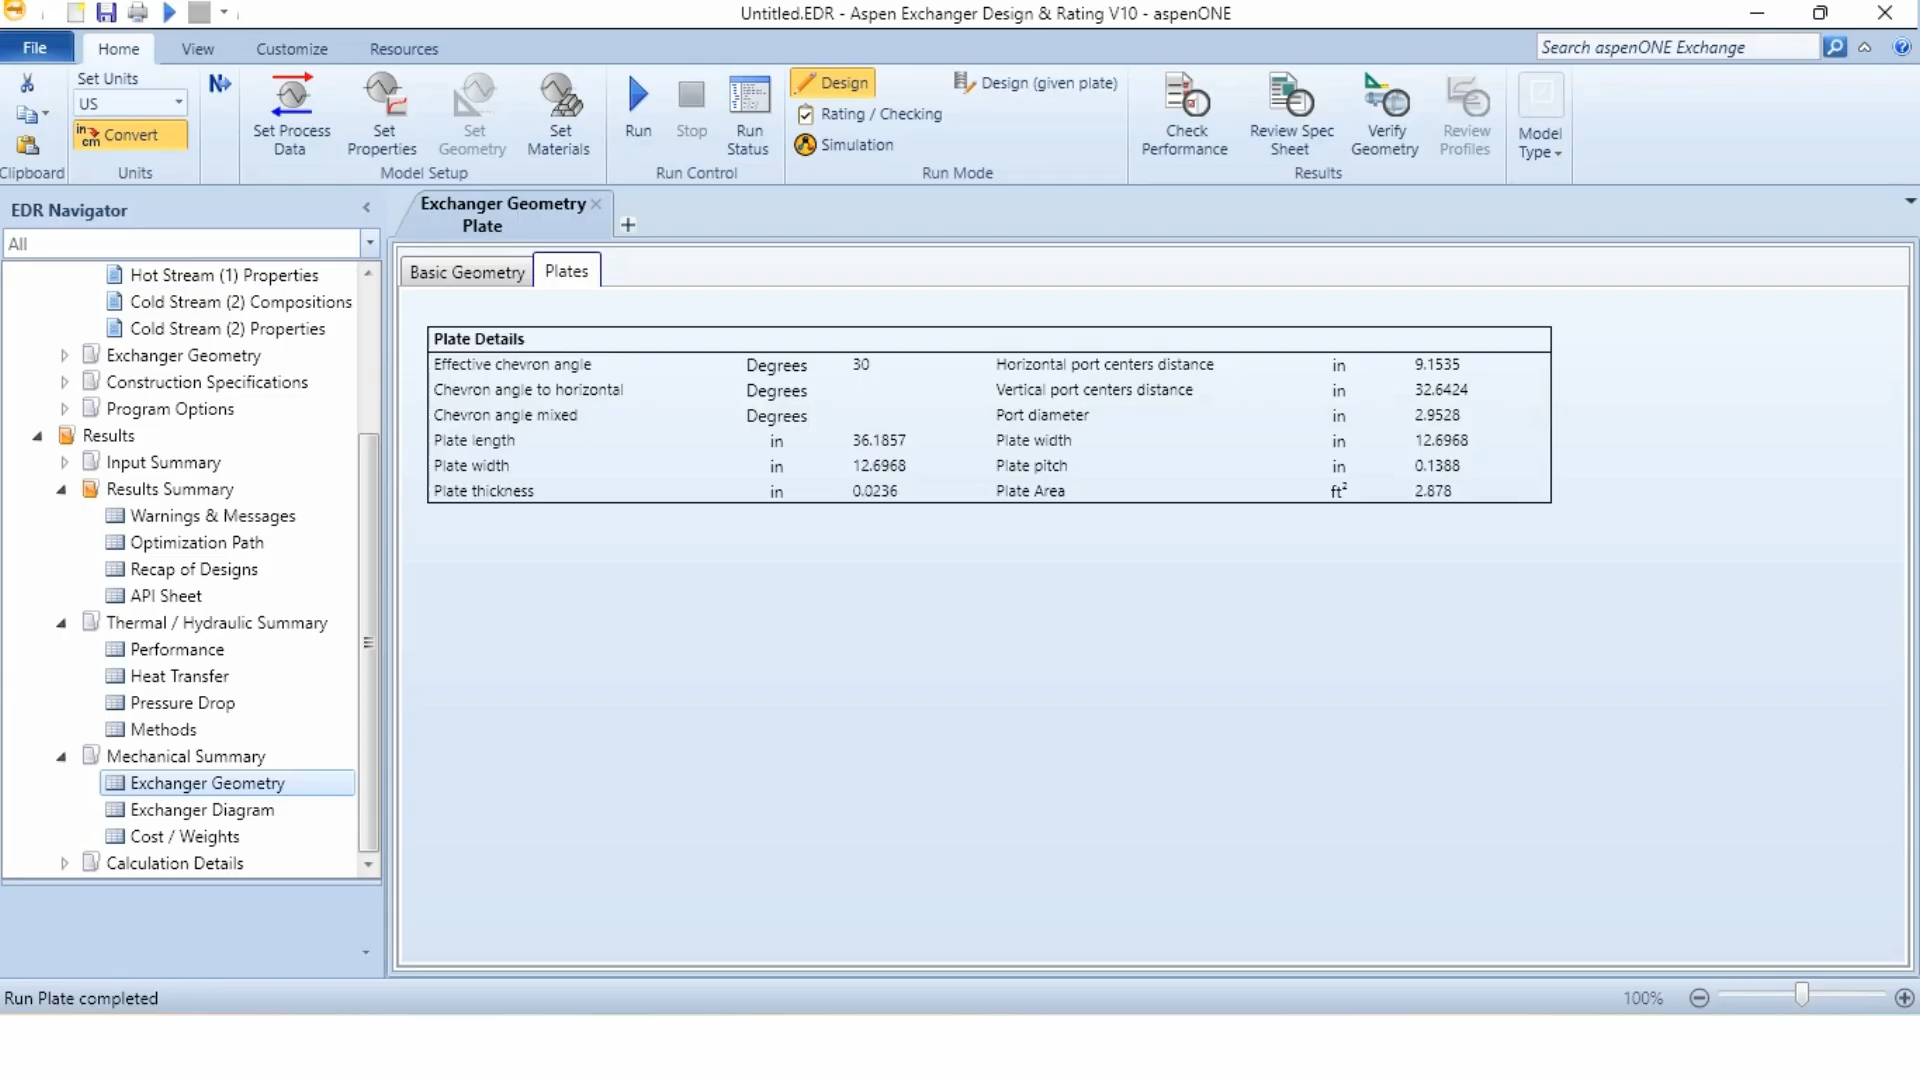 Untitled.EDR - Aspen Exchanger Design & Rating V10 - aspenONE
File Home View Customize Resources
Search aspenONE Exchange
Set Units
US
in cm Convert
Clipboard
Units
Set Process Data
Set Properties
Set Geometry
Set Materials
Model Setup
Run
Stop
Run Status
Run Control
Design
Rating / Checking
Simulation
Design (given plate)
Run Mode
Check Performance
Review Spec Sheet
Verify Geometry
Review Profiles
Results
Model Type
EDR Navigator
All
Hot Stream (1) Properties
Cold Stream (2) Compositions
Cold Stream (2) Properties
Exchanger Geometry
Construction Specifications
Program Options
Results
Input Summary
Results Summary
Warnings & Messages
Optimization Path
Recap of Designs
API Sheet
Thermal / Hydraulic Summary
Performance
Heat Transfer
Pressure Drop
Methods
Mechanical Summary
Exchanger Geometry
Exchanger Diagram
Cost / Weights
Calculation Details
Exchanger Geometry
Plate
Basic Geometry Plates
Plate Details
Effective chevron angle Degrees 30 Horizontal port centers distance in 9.1535
Chevron angle to horizontal Degrees Vertical port centers distance in 32.6424
Chevron angle mixed Degrees Port diameter in 2.9528
Plate length in 36.1857 Plate width in 12.6968
Plate width in 12.6968 Plate pitch in 0.1388
Plate thickness in 0.0236 Plate Area ft² 2.878
Run Plate completed
100%